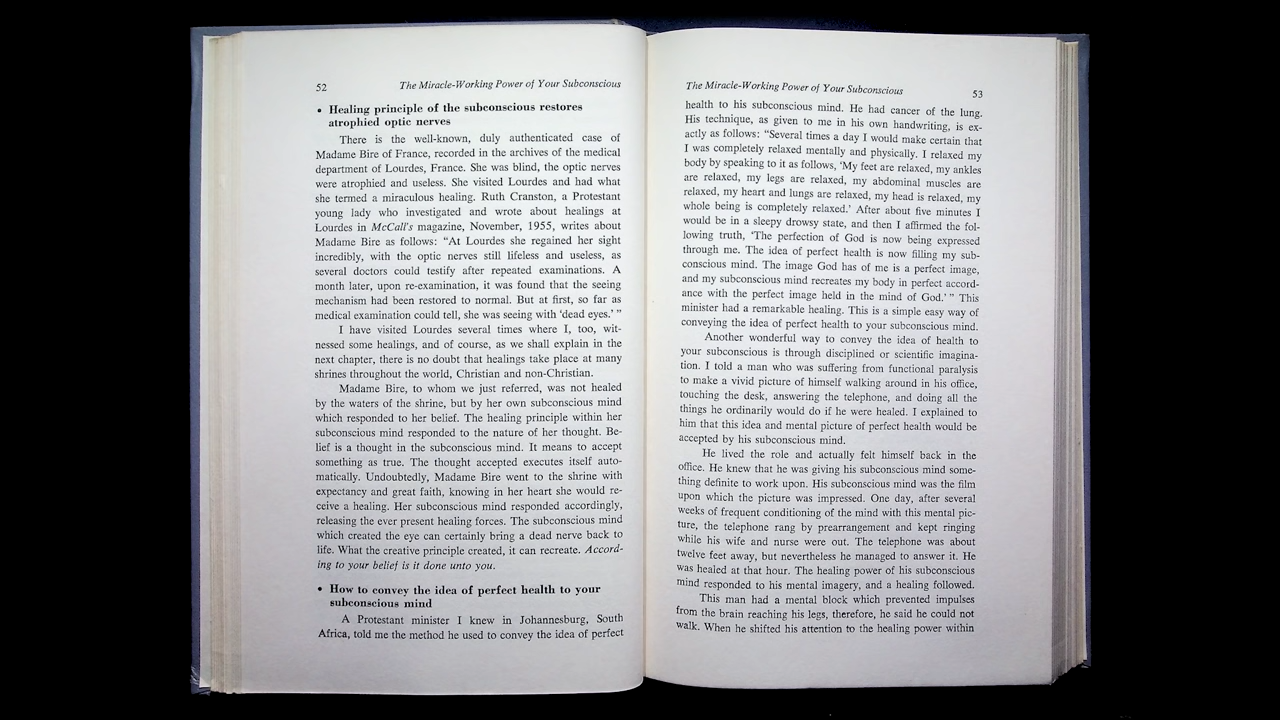 52
The Miracle-Working Power of Your Subconscious
• Healing principle of the subconscious restores
atrophied optic nerves
There is the well-known, duly authenticated case of
Madame Bire of France, recorded in the archives of the medical
department of Lourdes, France. She was blind, the optic nerves
were atrophied and useless. She visited Lourdes and had what
she termed a miraculous healing. Ruth Cranston, a Protestant
young lady who investigated and wrote about healings at
Lourdes in McCall's magazine, November, 1955, writes about
Madame Bire as follows: “At Lourdes she regained her sight
incredibly, with the optic nerves still lifeless and useless, as
several doctors could testify after repeated examinations. A
month later, upon re-examination, it was found that the seeing
mechanism had been restored to normal. But at first, so far as
medical examination could tell, she was seeing with ‘dead eyes.’ ”
I have visited Lourdes several times where I, too, wit-
nessed some healings, and of course, as we shall explain in the
next chapter, there is no doubt that healings take place at many
shrines throughout the world, Christian and non-Christian.
Madame Bire, to whom we just referred, was not healed
by the waters of the shrine, but by her own subconscious mind
which responded to her belief. The healing principle within her
subconscious mind responded to the nature of her thought. Be-
lief is a thought in the subconscious mind. It means to accept
something as true. The thought accepted executes itself auto-
matically. Undoubtedly, Madame Bire went to the shrine with
expectancy and great faith, knowing in her heart she would re-
ceive a healing. Her subconscious mind responded accordingly,
releasing the ever present healing forces. The subconscious mind
which created the eye can certainly bring a dead nerve back to
life. What the creative principle created, it can recreate. Accord-
ing to your belief is it done unto you.
• How to convey the idea of perfect health to your
subconscious mind
A Protestant minister I knew in Johannesburg, South
Africa, told me the method he used to convey the idea of perfect
The Miracle-Working Power of Your Subconscious
53
health to his subconscious mind. He had cancer of the lung.
His technique, as given to me in his own handwriting, is ex-
actly as follows: “Several times a day I would make certain that
I was completely relaxed mentally and physically. I relaxed my
body by speaking to it as follows, ‘My feet are relaxed, my ankles
are relaxed, my legs are relaxed, my abdominal muscles are
relaxed, my heart and lungs are relaxed, my head is relaxed, my
whole being is completely relaxed.’ After about five minutes I
would be in a sleepy drowsy state, and then I affirmed the fol-
lowing truth, ‘The perfection of God is now being expressed
through me. The idea of perfect health is now filling my sub-
conscious mind. The image God has of me is a perfect image,
and my subconscious mind recreates my body in perfect accord-
ance with the perfect image held in the mind of God.’ ” This
minister had a remarkable healing. This is a simple easy way of
conveying the idea of perfect health to your subconscious mind.
Another wonderful way to convey the idea of health to
your subconscious is through disciplined or scientific imagina-
tion. I told a man who was suffering from functional paralysis
to make a vivid picture of himself walking around in his office,
touching the desk, answering the telephone, and doing all the
things he ordinarily would do if he were healed. I explained to
him that this idea and mental picture of perfect health would be
accepted by his subconscious mind.
He lived the role and actually felt himself back in the
office. He knew that he was giving his subconscious mind some-
thing definite to work upon. His subconscious mind was the film
upon which the picture was impressed. One day, after several
weeks of frequent conditioning of the mind with this mental pic-
ture, the telephone rang by prearrangement and kept ringing
while his wife and nurse were out. The telephone was about
twelve feet away, but nevertheless he managed to answer it. He
was healed at that hour. The healing power of his subconscious
mind responded to his mental imagery, and a healing followed.
This man had a mental block which prevented impulses
from the brain reaching his legs, therefore, he said he could not
walk. When he shifted his attention to the healing power within